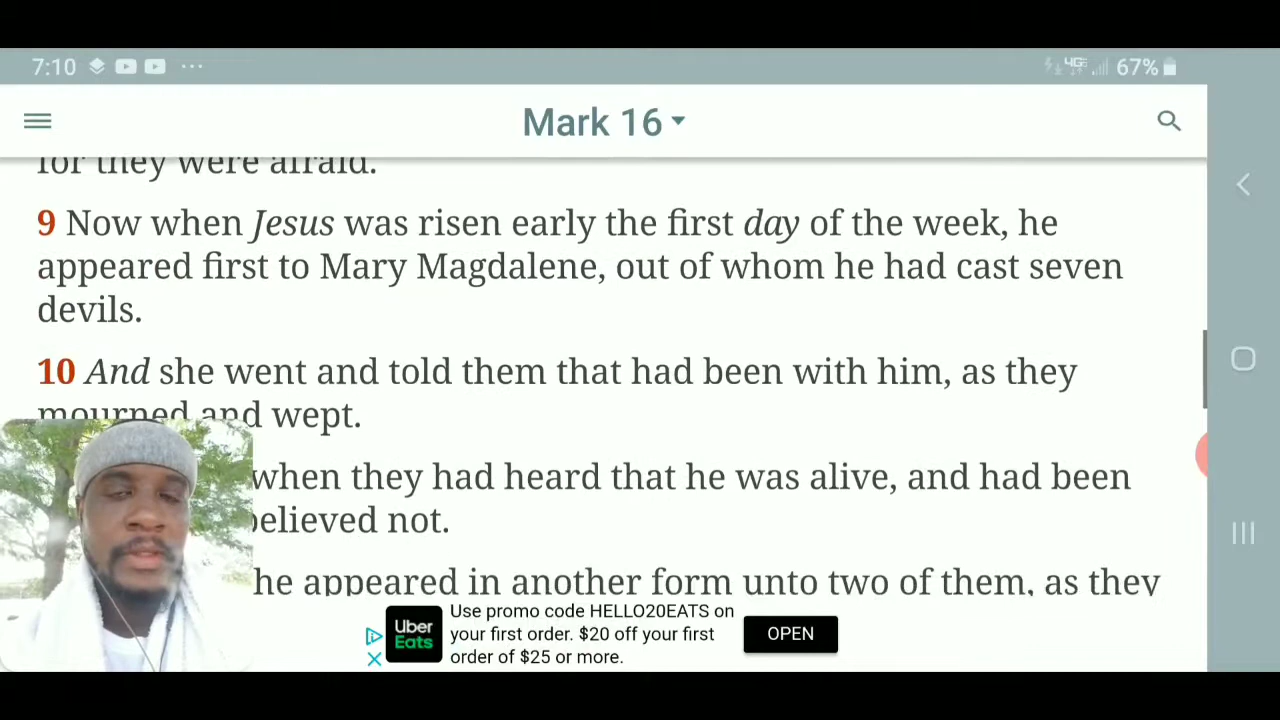 7:10 ... 4GE 67%
Mark 16
for they were afraid.
9 Now when Jesus was risen early the first day of the week, he
appeared first to Mary Magdalene, out of whom he had cast seven
devils.
10 And she went and told them that had been with him, as they
mourned and wept.
when they had heard that he was alive, and had been
believed not.
he appeared in another form unto two of them, as they
Uber
Eats
Use promo code HELLO20EATS on
your first order. $20 off your first
order of $25 or more.
OPEN